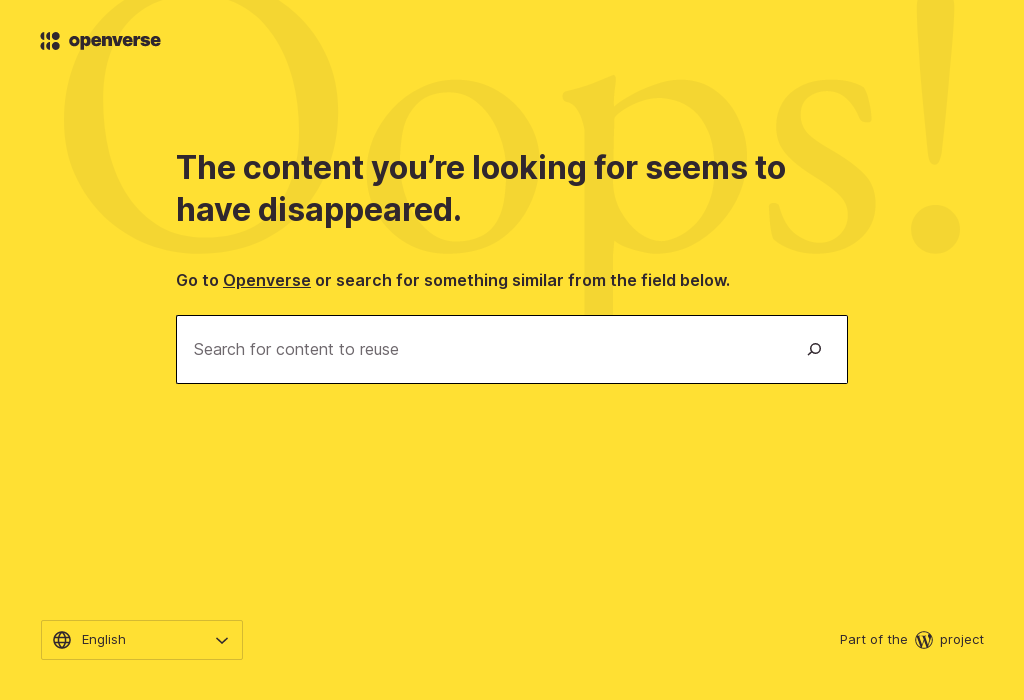 Oops!
openverse
The content you’re looking for seems to
have disappeared.
Go to Openverse or search for something similar from the field below.
Search for content to reuse
English
Part of the project